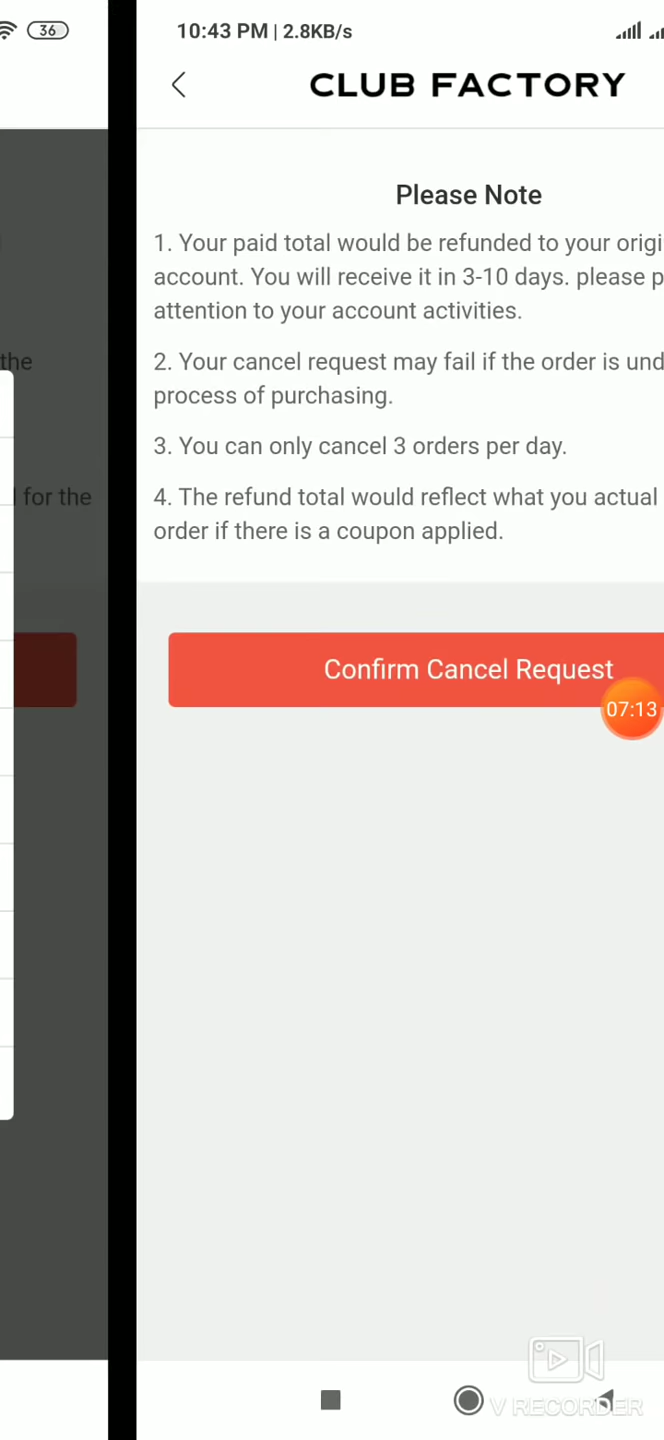 36
the
for the
10:43 PM | 2.8KB/s
CLUB FACTORY
Please Note
1. Your paid total would be refunded to your origi
account. You will receive it in 3-10 days. please p
attention to your account activities.
2. Your cancel request may fail if the order is und
process of purchasing.
3. You can only cancel 3 orders per day.
4. The refund total would reflect what you actual
order if there is a coupon applied.
Confirm Cancel Request
07:13
V RECORDER